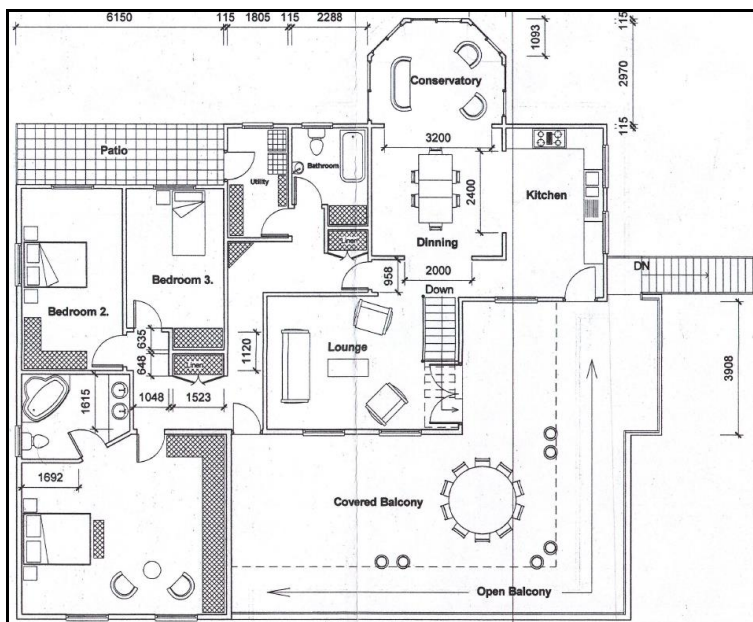 6150
115
1805
115
2288
1093
115
2970
115
Conservatory
Patio
3200
Bathroom
Utility
2400
Kitchen
Dinning
Linen
DN
2000
958
Down
Bedroom 3.
Bedroom 2.
635
648
Linen
1120
Lounge
3908
1615
1048
1523
1692
Covered Balcony
Open Balcony